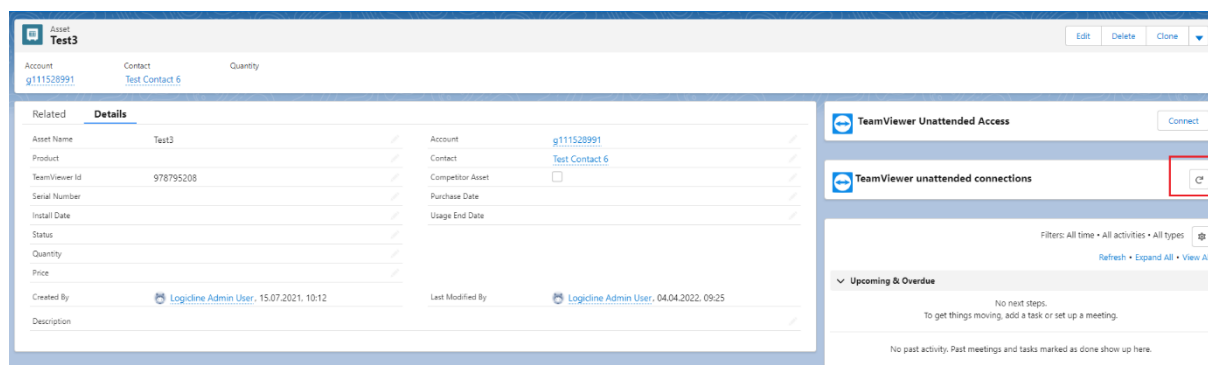 Asset
Test3
Edit Delete Clone
Account Contact Quantity
g111528991 Test Contact 6
Related Details
Asset Name Test3 Account g111528991
Product Contact Test Contact 6
TeamViewer Id 978795208 Competitor Asset
Serial Number Purchase Date
Install Date Usage End Date
Status
Quantity
Price
Created By Logicline Admin User, 15.07.2021, 10:12 Last Modified By Logicline Admin User, 04.04.2022, 09:25
Description
TeamViewer Unattended Access Connect
TeamViewer unattended connections
Filters: All time • All activities • All types
Refresh • Expand All • View Al
Upcoming & Overdue
No next steps.
To get things moving, add a task or set up a meeting.
No past activity. Past meetings and tasks marked as done show up here.